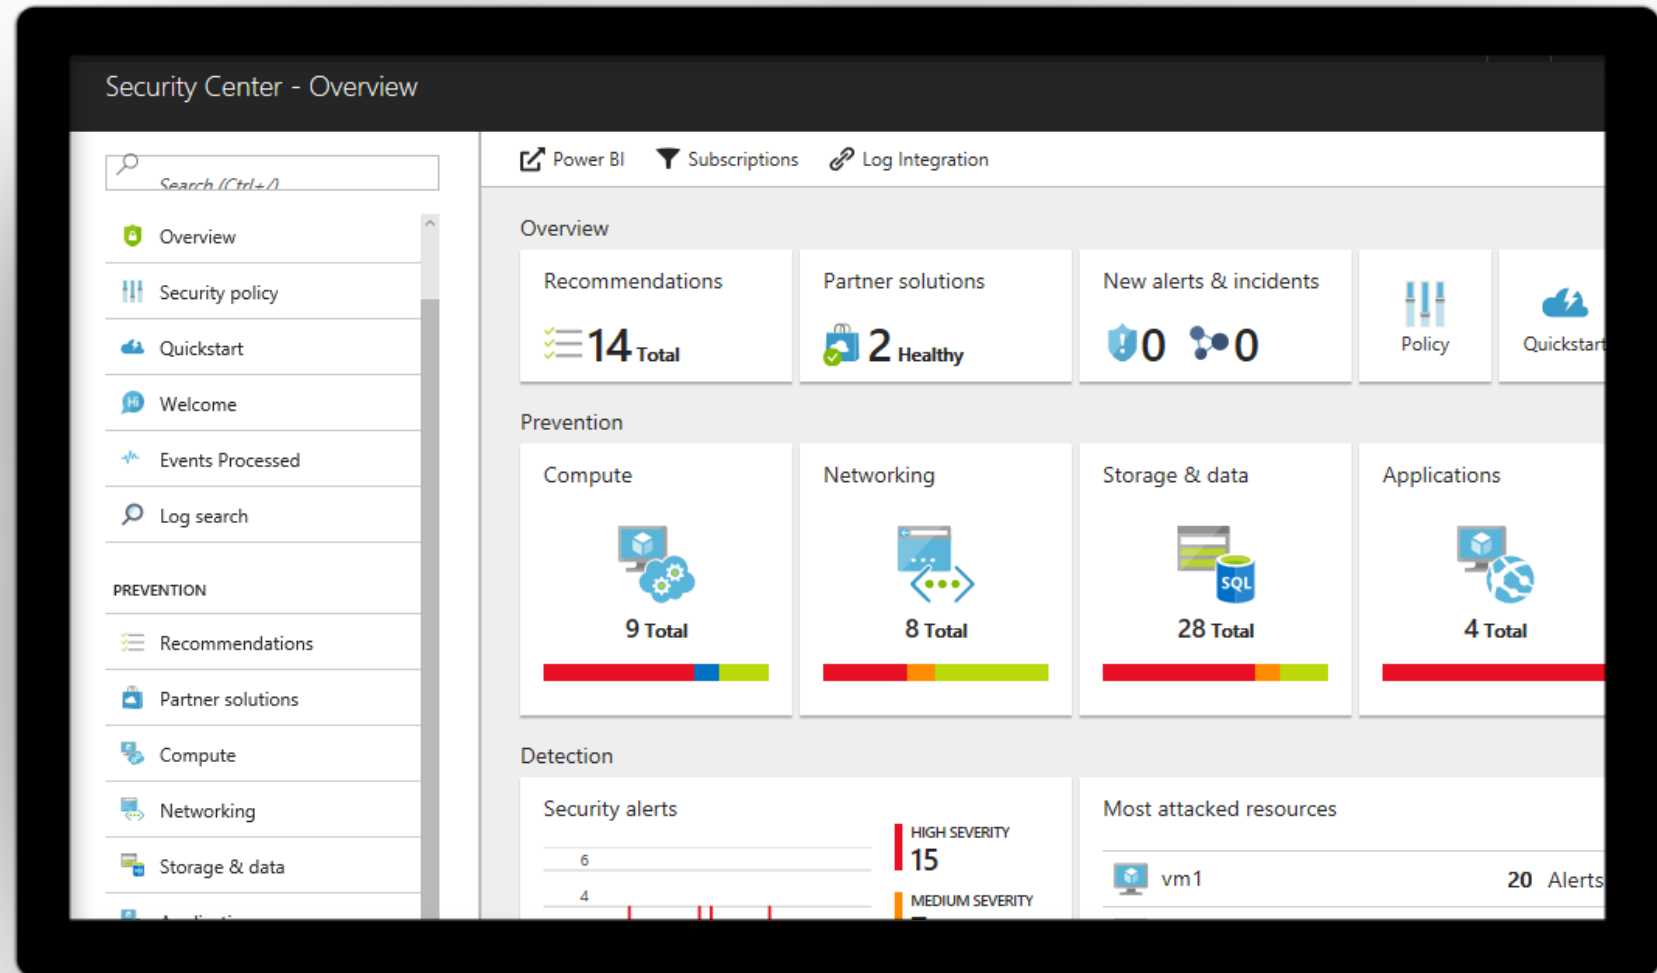 Security Center - Overview
Search (Ctrl+/)
Overview
Security policy
Quickstart
Hi
Welcome
Events Processed
Log search
PREVENTION
Recommendations
Partner solutions
Compute
Networking
Storage & data
Power BI
Subscriptions
Log Integration
Overview
Recommendations
14 Total
Partner solutions
2 Healthy
New alerts & incidents
0
0
Policy
Quickstart
Prevention
Compute
9 Total
Networking
8 Total
Storage & data
SQL
28 Total
Applications
4 Total
Detection
Security alerts
6
4
HIGH SEVERITY
15
MEDIUM SEVERITY
Most attacked resources
vm1
20 Alerts